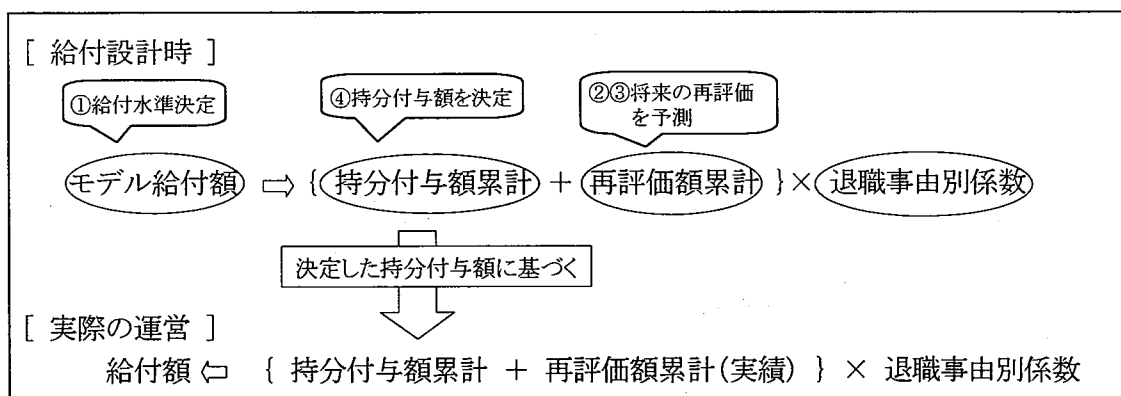 [ 給付設計時 ]
①給付水準決定
④持分付与額を決定
②③将来の再評価
を予測
モデル給付額 ⇨ { 持分付与額累計 + 再評価額累計 } × 退職事由別係数
決定した持分付与額に基づく
[ 実際の運営 ]
給付額 ⇦ { 持分付与額累計 + 再評価額累計(実績) } × 退職事由別係数